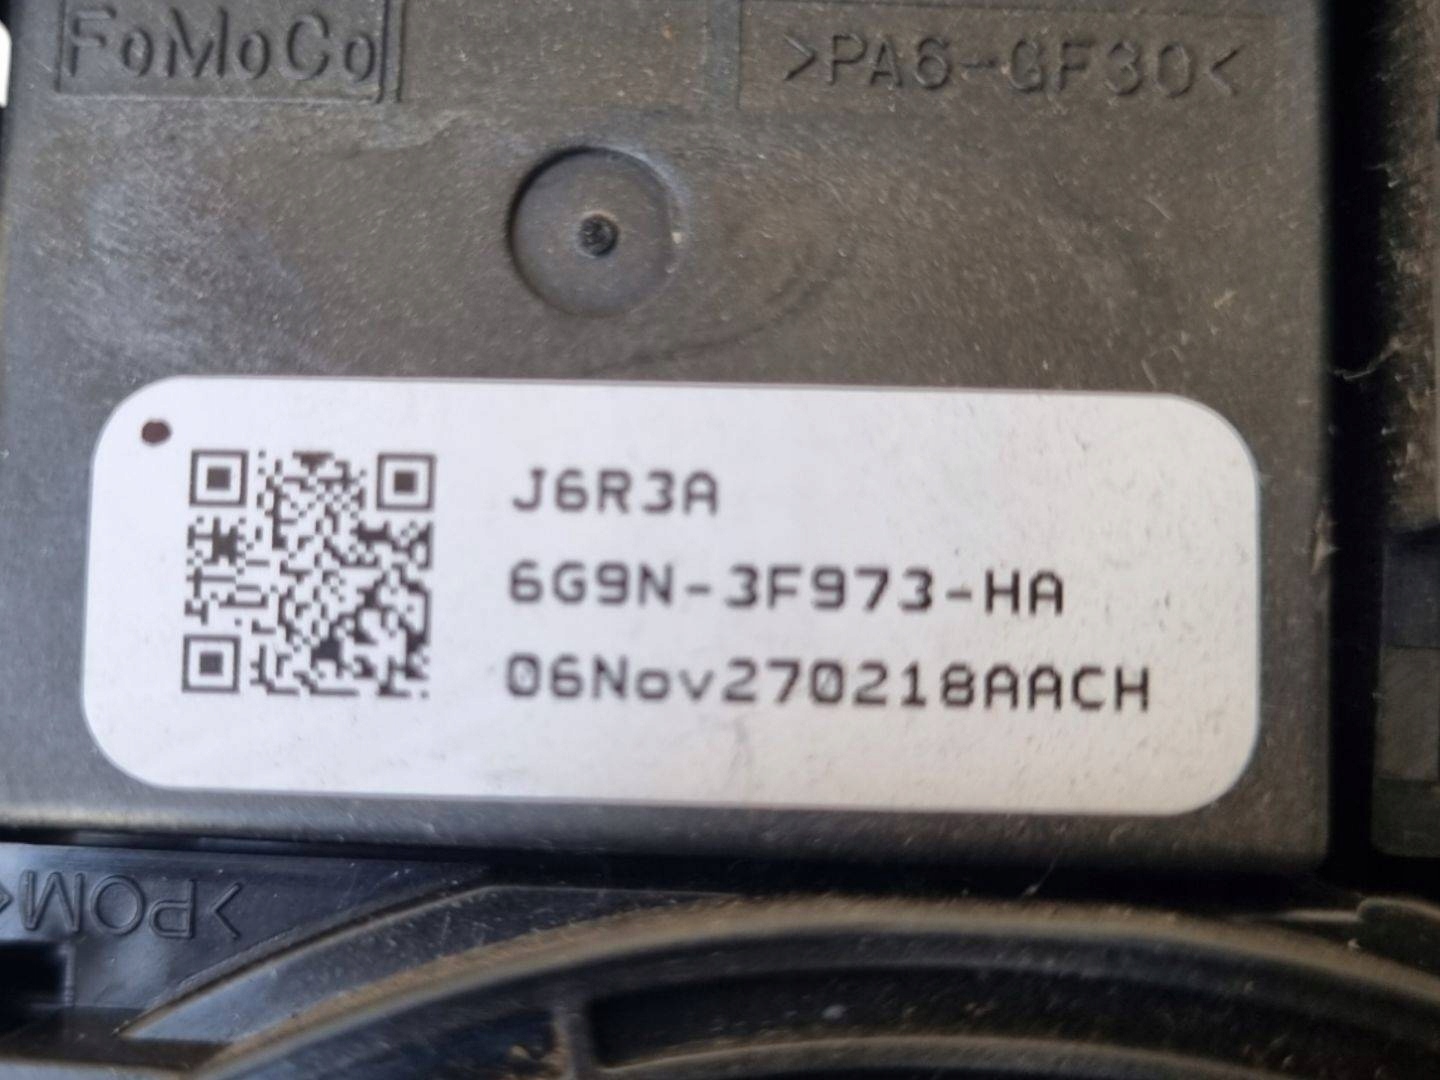 FoMoCo
>PA6-GF30<
J6R3A
6G9N-3F973-HA
06Nov270218AACH
>POM<